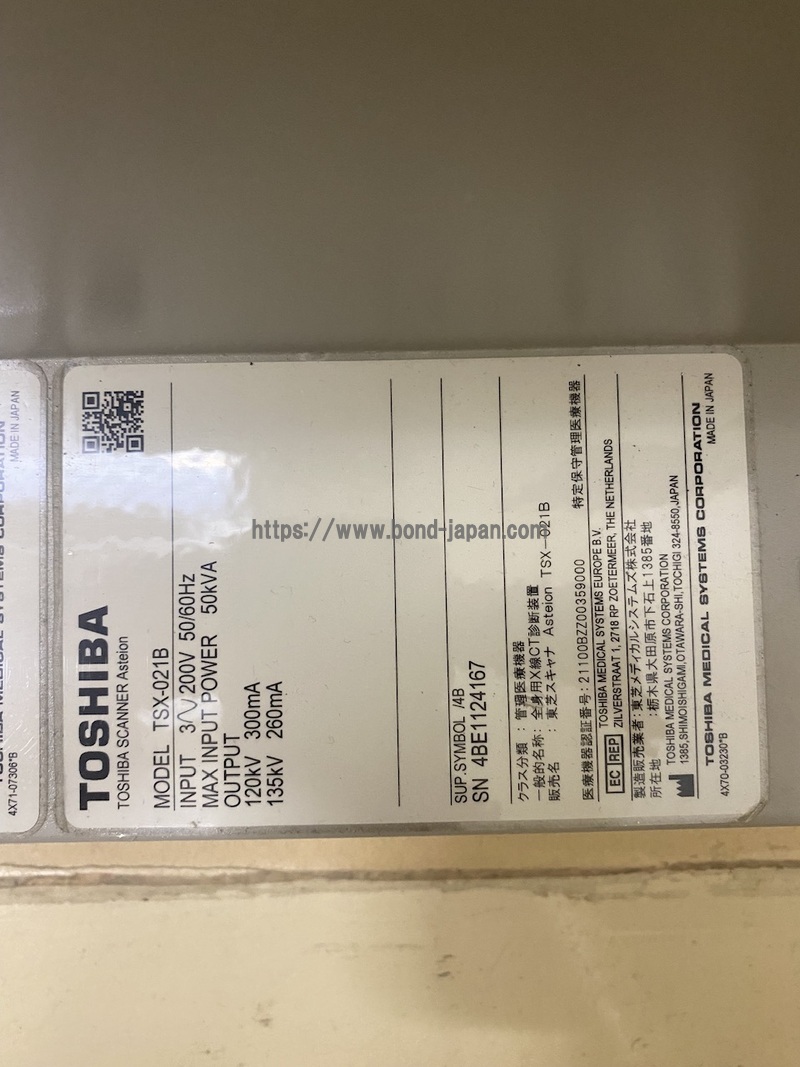 TOSHIBA
TOSHIBA SCANNER Asteion
MODEL TSX-021B
INPUT 3/N/ 200V 50/60Hz
MAX INPUT POWER 50kVA
OUTPUT
120kV 300mA
135kV 260mA
SUP.SYMBOL /4B
SN 4BE1124167
クラス分類 : 管理医療機器
一般的名称: 全身用X線CT診断装置
販売名 : 東芝スキャナ Asteion TSX-021B
医療機器認証番号: 21100BZZ00359000 特定保守管理医療機器
EC REP TOSHIBA MEDICAL SYSTEMS EUROPE B.V.
ZILVERSTRAAT 1, 2718 RP ZOETERMEER, THE NETHERLANDS
製造販売業者:東芝メディカルシステムズ株式会社
所在地 :栃木県大田原市下石上1385番地
TOSHIBA MEDICAL SYSTEMS CORPORATION
1385,SHIMOISHIGAMI,OTAWARA-SHI,TOCHIGI 324-8550,JAPAN
TOSHIBA MEDICAL SYSTEMS CORPORATION
4X70-03230*B MADE IN JAPAN
4X71-07306*B MADE IN JAPAN
https://www.bond-japan.com